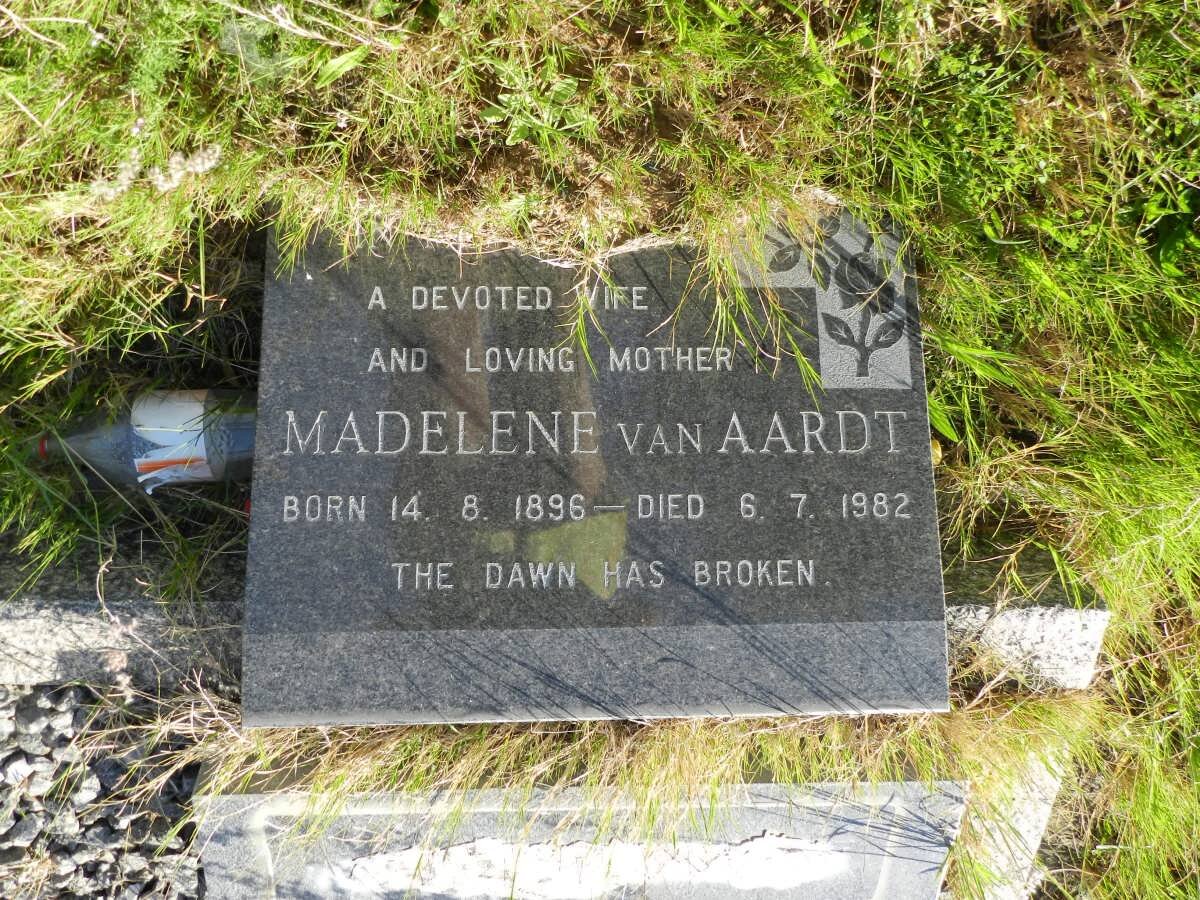 A DEVOTED WIFE
AND LOVING MOTHER
MADELENE VAN AARDT
BORN 14. 8. 1896 — DIED 6. 7. 1982
THE DAWN HAS BROKEN.